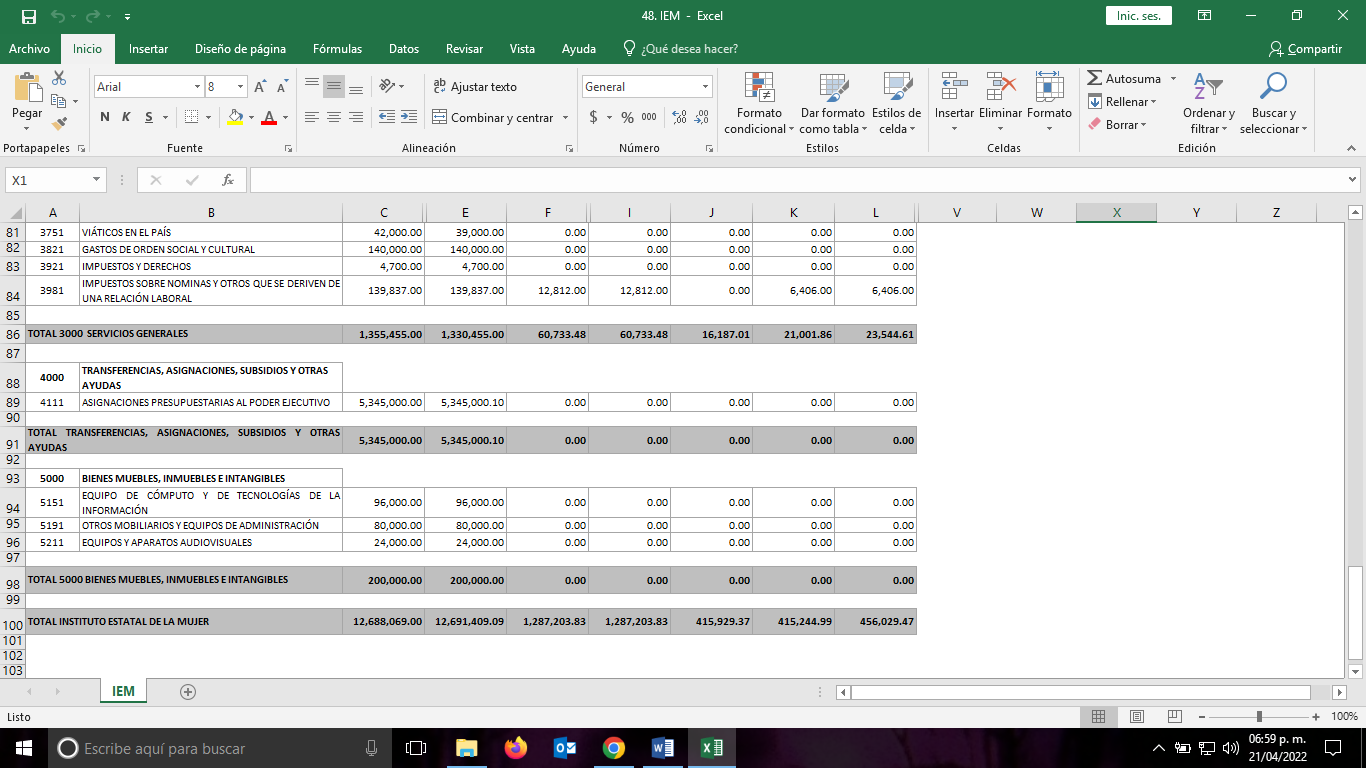 48. IEM - Excel
Inic. ses.
Archivo Inicio Insertar Diseño de página Fórmulas Datos Revisar Vista Ayuda ¿Qué desea hacer? Compartir
Pegar
Arial 8 A A
N K S A
ab Ajustar texto
Combinar y centrar
General
$ % 000
Formato condicional
Dar formato como tabla
Estilos de celda
Insertar Eliminar Formato
Autosuma
Rellenar
Borrar
Ordenar y filtrar
Buscar y seleccionar
Portapapeles Fuente Alineación Número Estilos Celdas Edición
X1 fx
A B C E F I J K L V W X Y Z
81 3751 VIÁTICOS EN EL PAÍS 42,000.00 39,000.00 0.00 0.00 0.00 0.00 0.00
82 3821 GASTOS DE ORDEN SOCIAL Y CULTURAL 140,000.00 140,000.00 0.00 0.00 0.00 0.00 0.00
83 3921 IMPUESTOS Y DERECHOS 4,700.00 4,700.00 0.00 0.00 0.00 0.00 0.00
84 3981 IMPUESTOS SOBRE NOMINAS Y OTROS QUE SE DERIVEN DE
UNA RELACIÓN LABORAL 139,837.00 139,837.00 12,812.00 12,812.00 0.00 6,406.00 6,406.00
85
86 TOTAL 3000 SERVICIOS GENERALES 1,355,455.00 1,330,455.00 60,733.48 60,733.48 16,187.01 21,001.86 23,544.61
87
88 4000 TRANSFERENCIAS, ASIGNACIONES, SUBSIDIOS Y OTRAS
AYUDAS
89 4111 ASIGNACIONES PRESUPUESTARIAS AL PODER EJECUTIVO 5,345,000.00 5,345,000.10 0.00 0.00 0.00 0.00 0.00
90
91 TOTAL TRANSFERENCIAS, ASIGNACIONES, SUBSIDIOS Y OTRAS
AYUDAS 5,345,000.00 5,345,000.10 0.00 0.00 0.00 0.00 0.00
92
93 5000 BIENES MUEBLES, INMUEBLES E INTANGIBLES
94 5151 EQUIPO DE CÓMPUTO Y DE TECNOLOGÍAS DE LA
INFORMACIÓN 96,000.00 96,000.00 0.00 0.00 0.00 0.00 0.00
95 5191 OTROS MOBILIARIOS Y EQUIPOS DE ADMINISTRACIÓN 80,000.00 80,000.00 0.00 0.00 0.00 0.00 0.00
96 5211 EQUIPOS Y APARATOS AUDIOVISUALES 24,000.00 24,000.00 0.00 0.00 0.00 0.00 0.00
97
98 TOTAL 5000 BIENES MUEBLES, INMUEBLES E INTANGIBLES 200,000.00 200,000.00 0.00 0.00 0.00 0.00 0.00
99
100 TOTAL INSTITUTO ESTATAL DE LA MUJER 12,688,069.00 12,691,409.09 1,287,203.83 1,287,203.83 415,929.37 415,244.99 456,029.47
101
102
103
IEM
Listo
100%
Escribe aquí para buscar
06:59 p. m.
21/04/2022